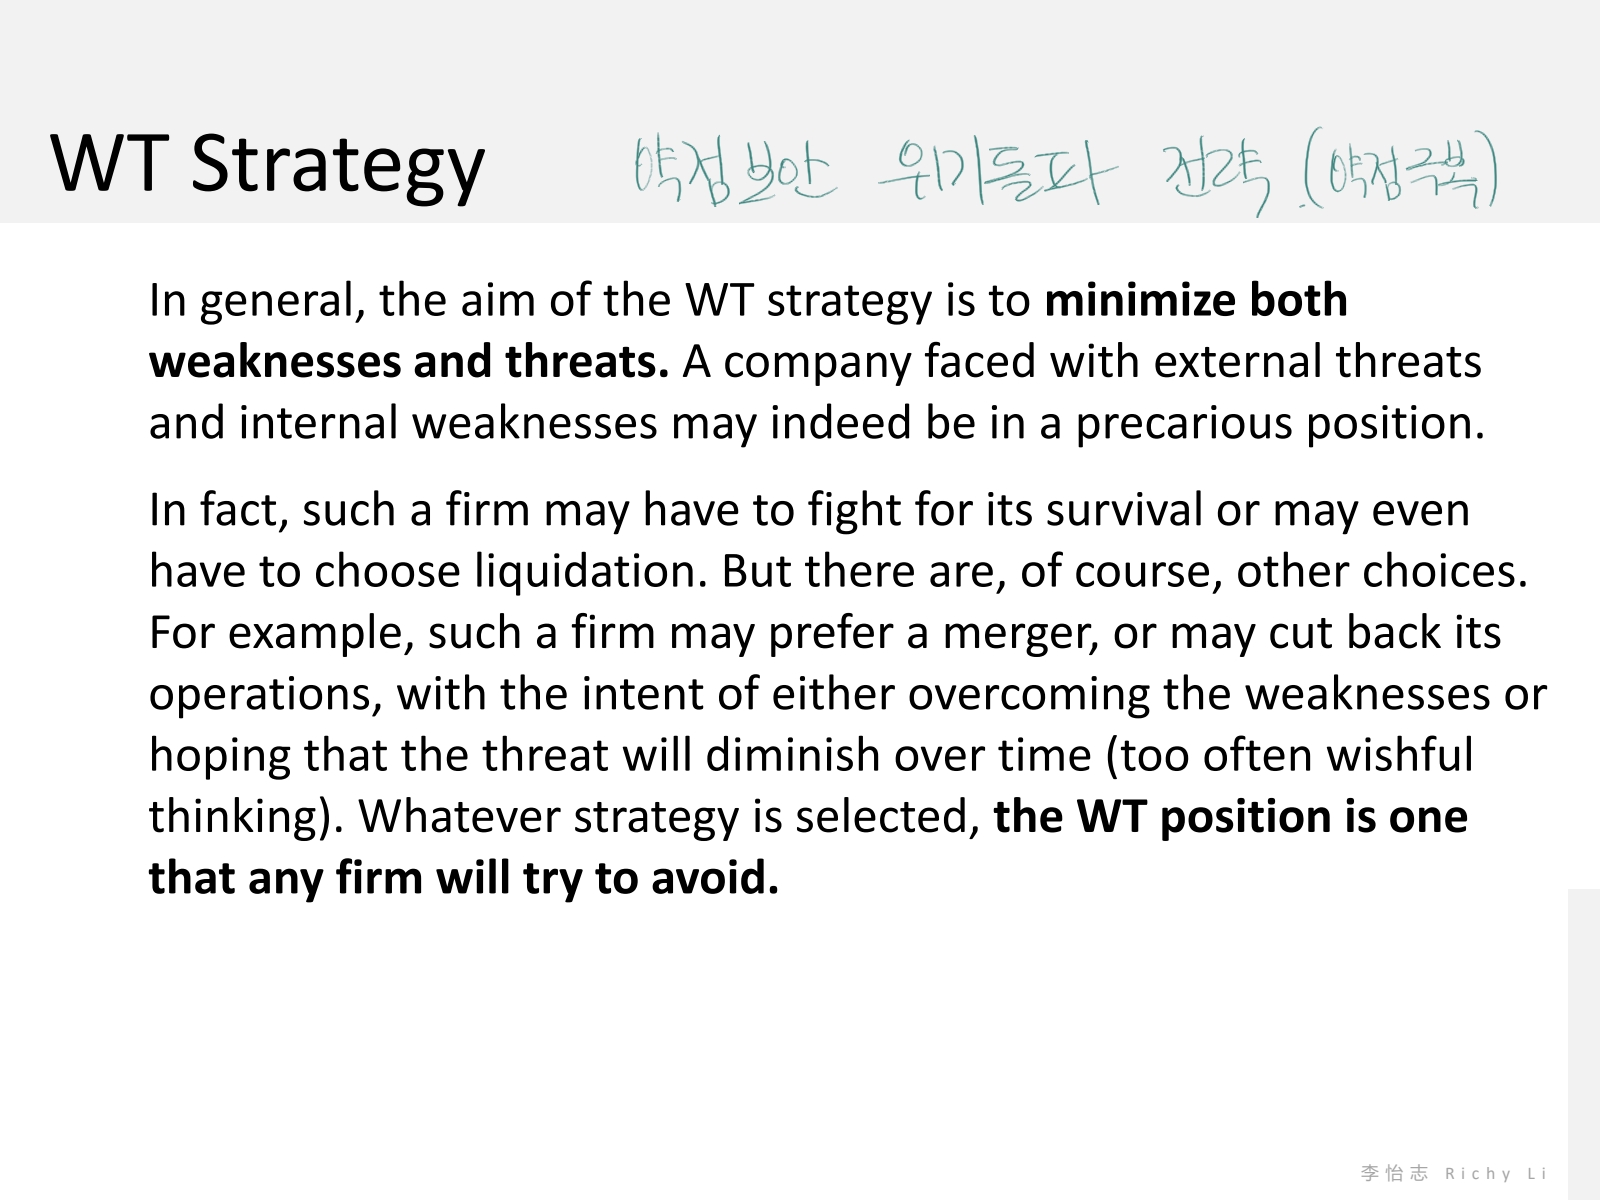 WT Strategy 약점보안 위기돌파 전략 (약점극복)
In general, the aim of the WT strategy is to minimize both
weaknesses and threats. A company faced with external threats
and internal weaknesses may indeed be in a precarious position.
In fact, such a firm may have to fight for its survival or may even
have to choose liquidation. But there are, of course, other choices.
For example, such a firm may prefer a merger, or may cut back its
operations, with the intent of either overcoming the weaknesses or
hoping that the threat will diminish over time (too often wishful
thinking). Whatever strategy is selected, the WT position is one
that any firm will try to avoid.
李怡志 Richy Li